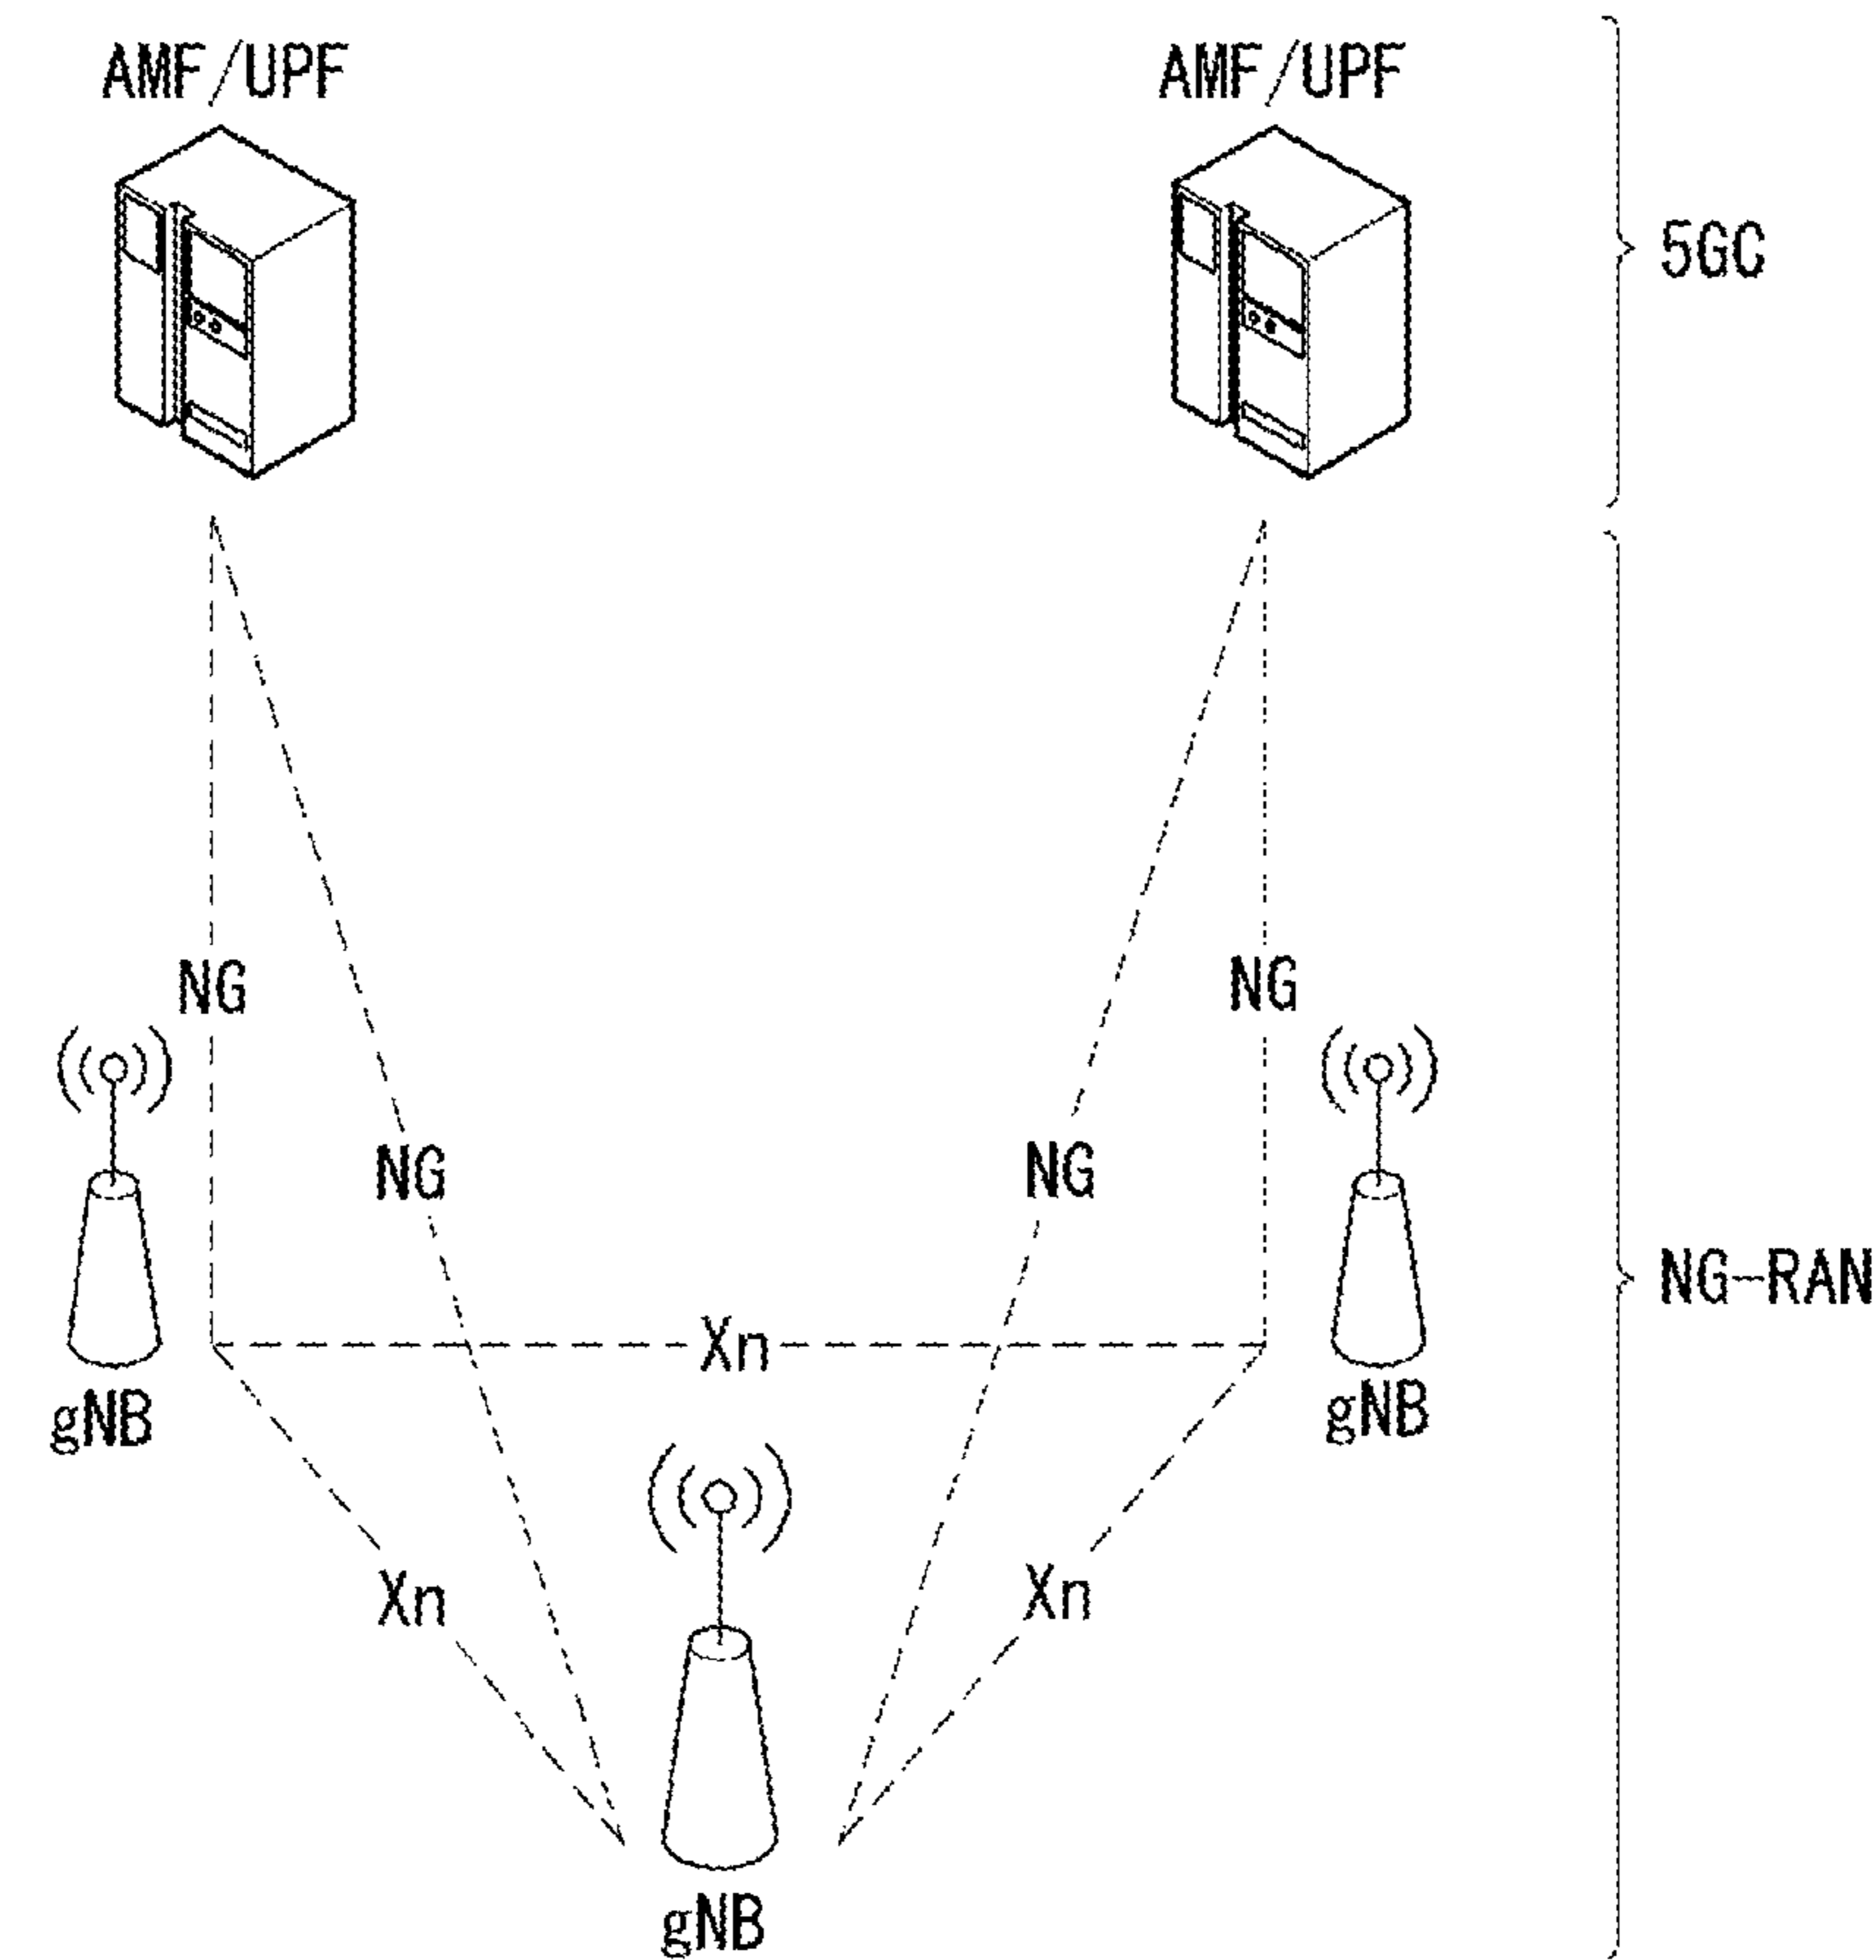 AMF/UPF
AMF/UPF
5GC
NG
NG
NG
NG
NG-RAN
Xn
gNB
gNB
Xn
Xn
gNB